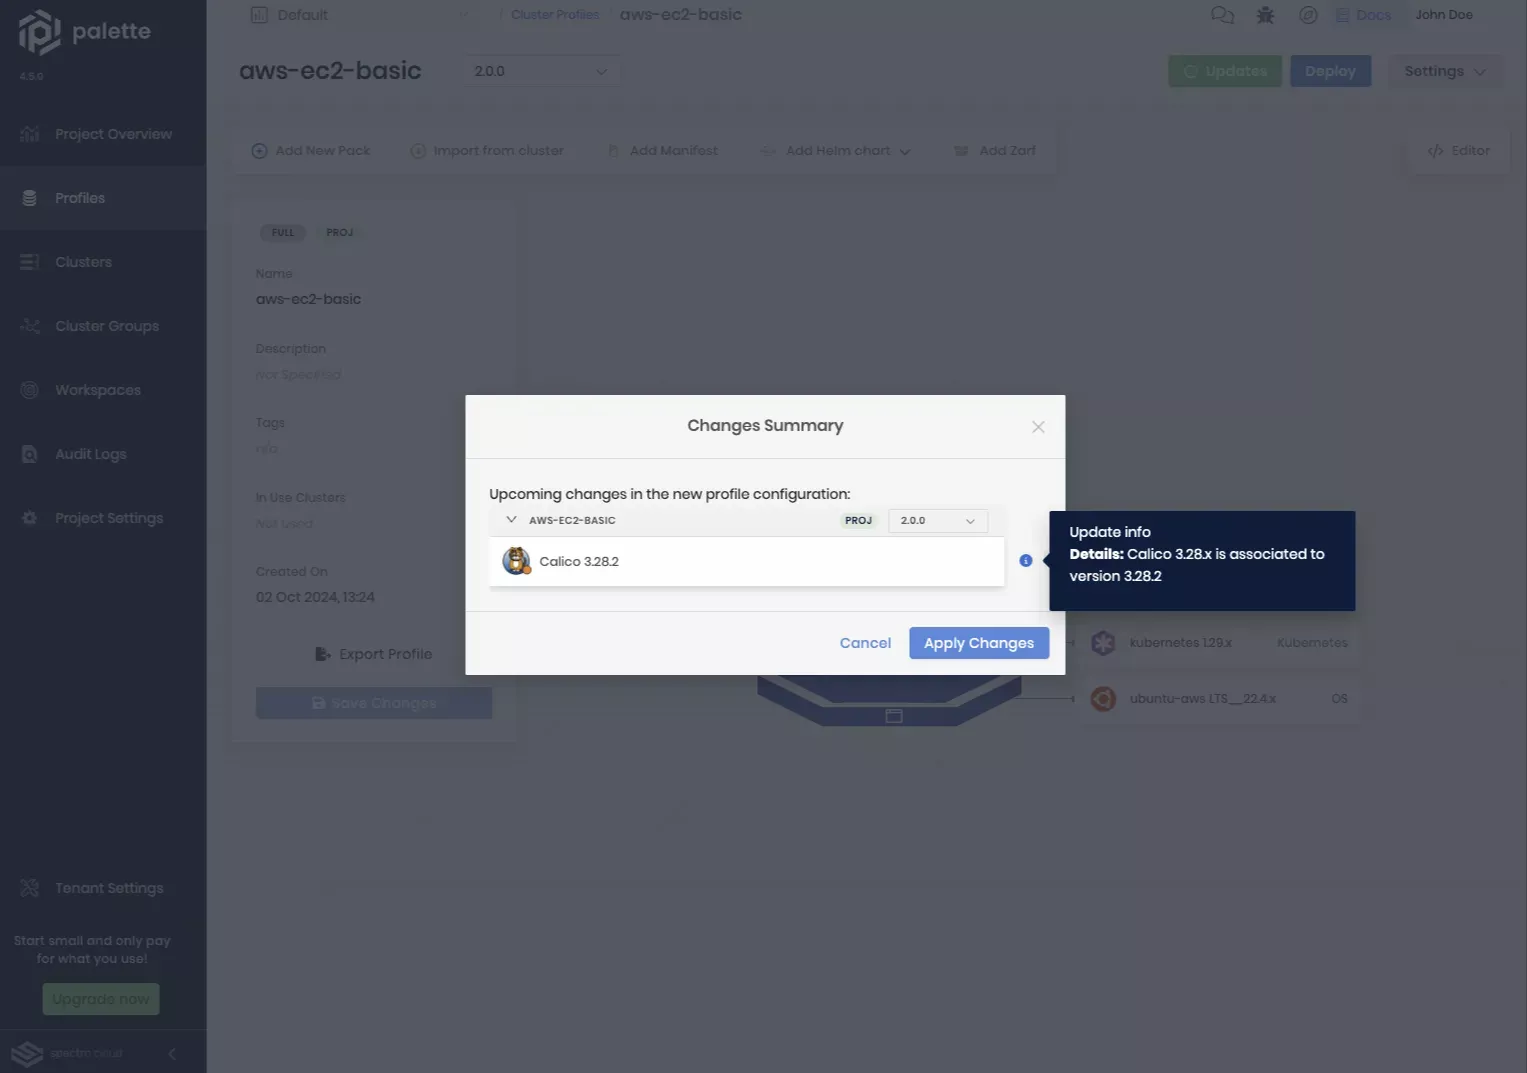 palette
4.5.0
Project Overview
Profiles
Clusters
Cluster Groups
Workspaces
Audit Logs
Project Settings
Tenant Settings
Start small and only pay
for what you use!
Upgrade now
spectro cloud
Default
/ Cluster Profiles / aws-ec2-basic
Docs
John Doe
aws-ec2-basic
2.0.0
Updates
Deploy
Settings
Add New Pack
Import from cluster
Add Manifest
Add Helm chart
Add Zarf
</> Editor
FULL
PROJ
Name
aws-ec2-basic
Description
Not Specified
Tags
n/a
In Use Clusters
Not used
Created On
02 Oct 2024, 13:24
Export Profile
Save Changes
Changes Summary
Upcoming changes in the new profile configuration:
AWS-EC2-BASIC
PROJ
2.0.0
Calico 3.28.2
Cancel
Apply Changes
Update info
Details: Calico 3.28.x is associated to
version 3.28.2
kubernetes 1.29.x
Kubernetes
ubuntu-aws LTS__22.4.x
OS